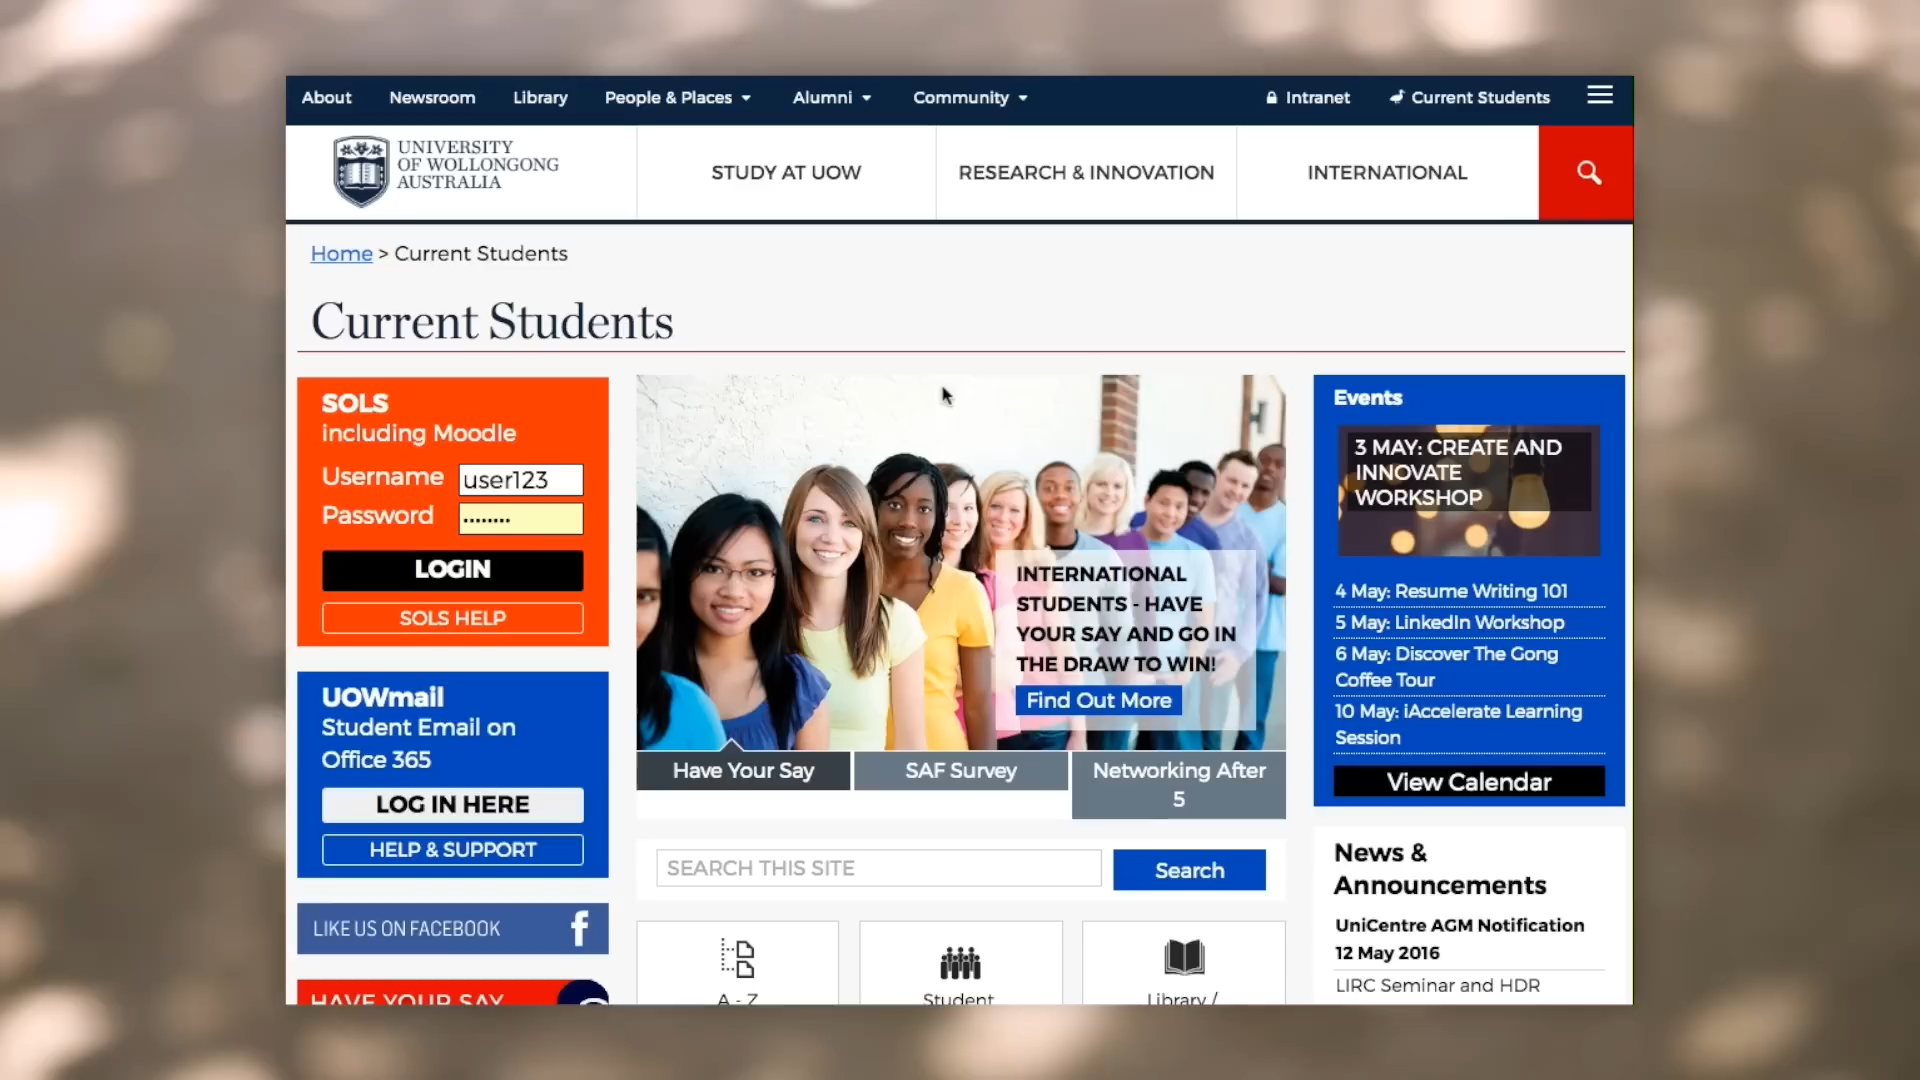 About Newsroom Library People & Places Alumni Community Intranet Current Students
UNIVERSITY
OF WOLLONGONG
AUSTRALIA
STUDY AT UOW RESEARCH & INNOVATION INTERNATIONAL
Home > Current Students
Current Students
SOLS
including Moodle
Username user123
Password ••••••••
LOGIN
SOLS HELP
UOWmail
Student Email on
Office 365
LOG IN HERE
HELP & SUPPORT
LIKE US ON FACEBOOK f
HAVE YOUR SAY
INTERNATIONAL
STUDENTS - HAVE
YOUR SAY AND GO IN
THE DRAW TO WIN!
Find Out More
Have Your Say
SAF Survey
Networking After
5
SEARCH THIS SITE Search
A - Z
Student
Library /
Events
3 MAY: CREATE AND
INNOVATE
WORKSHOP
4 May: Resume Writing 101
5 May: LinkedIn Workshop
6 May: Discover The Gong
Coffee Tour
10 May: iAccelerate Learning
Session
View Calendar
News &
Announcements
UniCentre AGM Notification
12 May 2016
LIRC Seminar and HDR